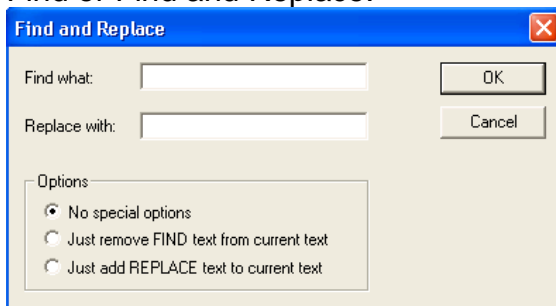 Find and Replace
Find what:
OK
Replace with:
Cancel
Options
No special options
Just remove FIND text from current text
Just add REPLACE text to current text